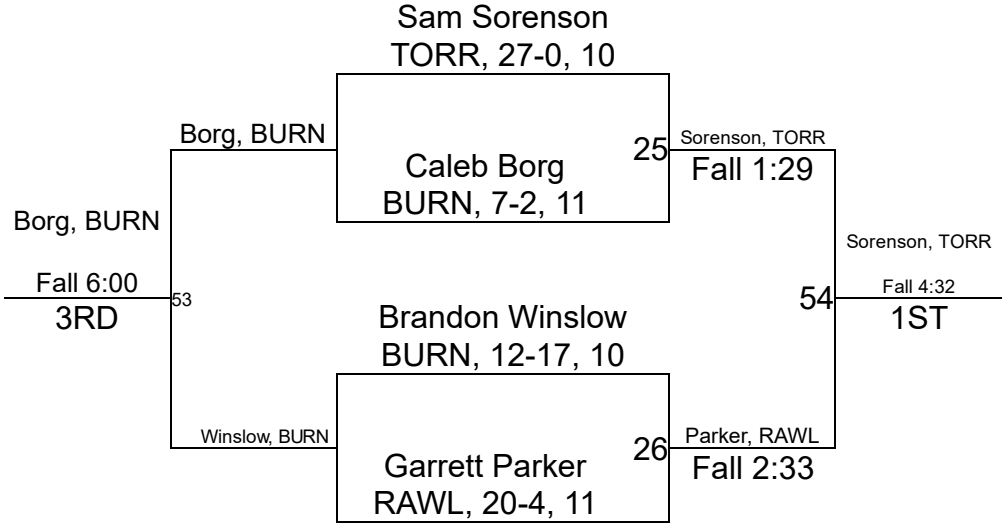 Sam Sorenson
TORR, 27-0, 10
Borg, BURN
25
Sorenson, TORR
Fall 1:29
Caleb Borg
BURN, 7-2, 11
Borg, BURN
Fall 6:00
3RD
53
Sorenson, TORR
Fall 4:32
1ST
54
Brandon Winslow
BURN, 12-17, 10
Winslow, BURN
26
Parker, RAWL
Fall 2:33
Garrett Parker
RAWL, 20-4, 11